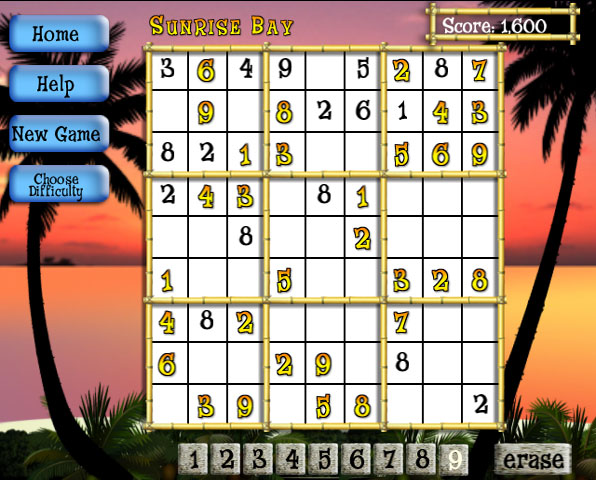 Sunrise Bay
Score: 1,600
Home
Help
New Game
Choose
Difficulty
3 6 4 9 5 2 8 7
9 8 2 6 1 4 3
8 2 1 3 5 6 9
2 4 3 8 1
8 2
1 5 3 2 8
4 8 2 7
6 2 9 8
3 9 5 8 2
1 2 3 4 5 6 7 8 9 erase